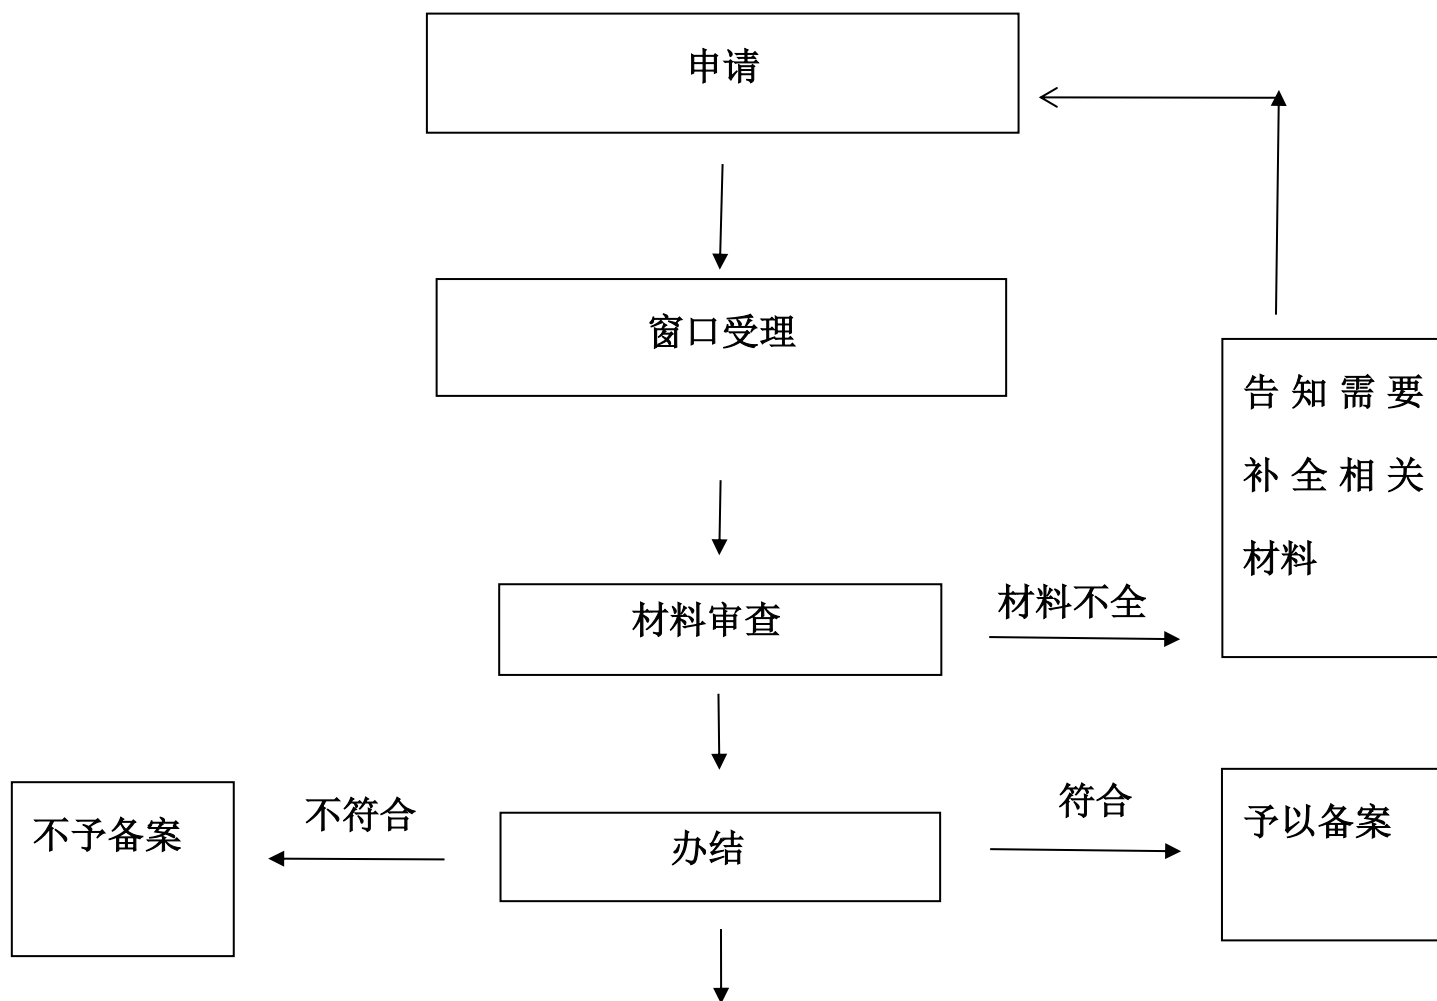 申请
窗口受理
告知需要
补全相关
材料
材料审查
材料不全
不予备案
不符合
办结
符合
予以备案